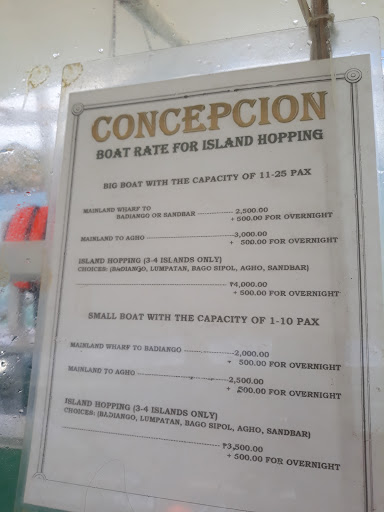 CONCEPCION
BOAT RATE FOR ISLAND HOPPING
BIG BOAT WITH THE CAPACITY OF 11-25 PAX
MAINLAND WHARF TO
BADIANGO OR SANDBAR ---------------- 2,500.00
+ 500.00 FOR OVERNIGHT
MAINLAND TO AGHO ---------------------- 3,000.00
+ 500.00 FOR OVERNIGHT
ISLAND HOPPING (3-4 ISLANDS ONLY)
CHOICES: (BADIANGO, LUMPATAN, BAGO SIPOL, AGHO, SANDBAR)
---------------------------------------- ₱4,000.00
+ 500.00 FOR OVERNIGHT
SMALL BOAT WITH THE CAPACITY OF 1-10 PAX
MAINLAND WHARF TO BADIANGO ------------ 2,000.00
+ 500.00 FOR OVERNIGHT
MAINLAND TO AGHO ---------------------- 2,500.00
+ 500.00 FOR OVERNIGHT
ISLAND HOPPING (3-4 ISLANDS ONLY)
CHOICES: (BADIANGO, LUMPATAN, BAGO SIPOL, AGHO, SANDBAR)
---------------------------------------- ₱3,500.00
+ 500.00 FOR OVERNIGHT